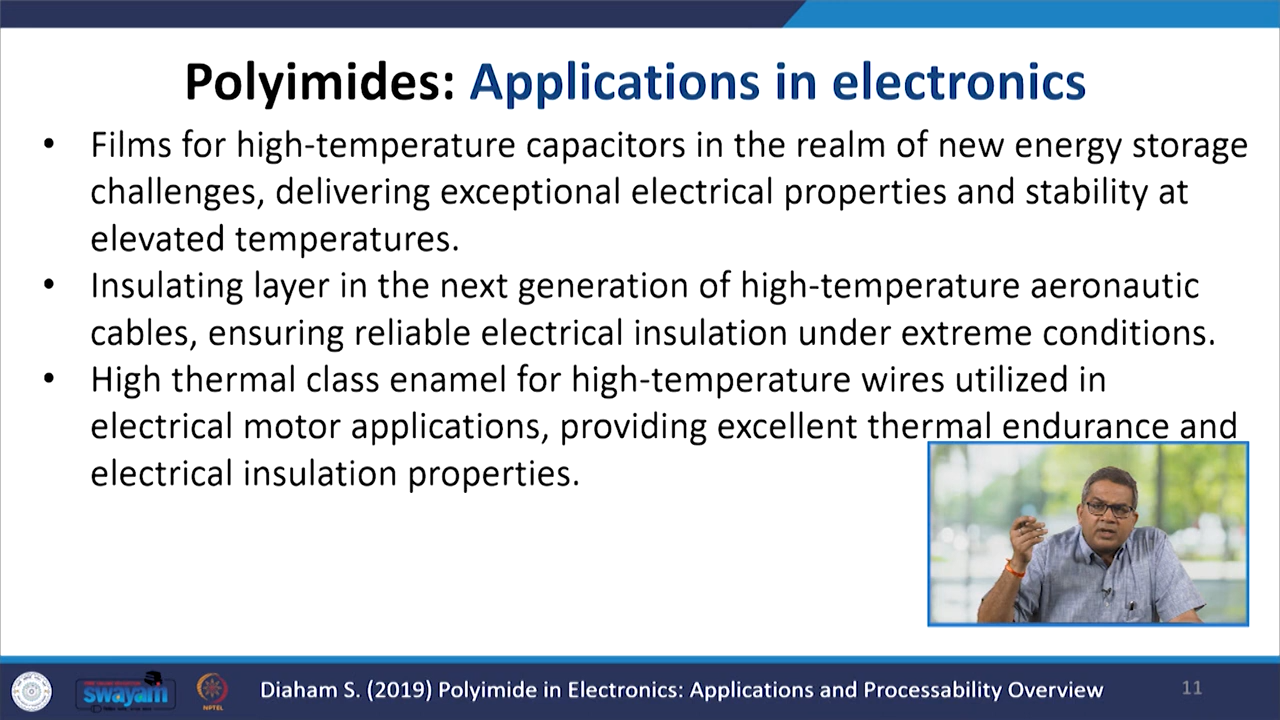 Polyimides: Applications in electronics
• Films for high-temperature capacitors in the realm of new energy storage
challenges, delivering exceptional electrical properties and stability at
elevated temperatures.
• Insulating layer in the next generation of high-temperature aeronautic
cables, ensuring reliable electrical insulation under extreme conditions.
• High thermal class enamel for high-temperature wires utilized in
electrical motor applications, providing excellent thermal endurance and
electrical insulation properties.
swayam
NPTEL
Diaham S. (2019) Polyimide in Electronics: Applications and Processability Overview
11